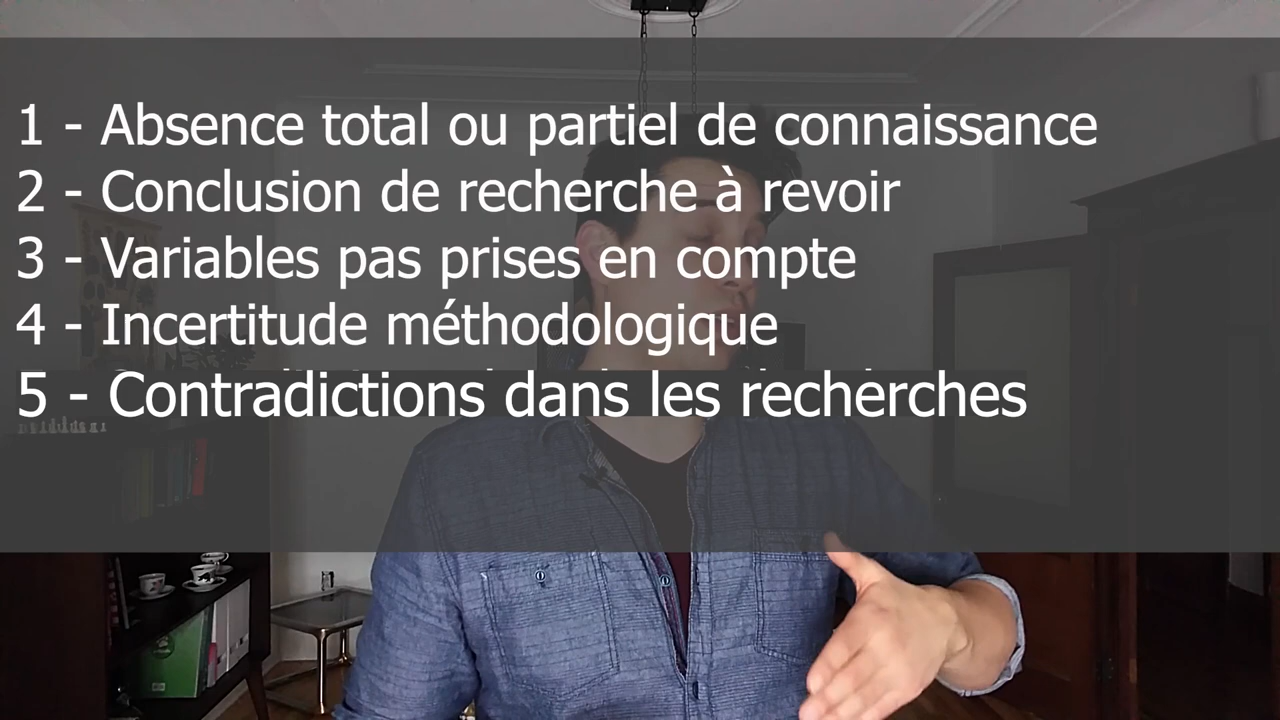 1 - Absence total ou partiel de connaissance
2 - Conclusion de recherche à revoir
3 - Variables pas prises en compte
4 - Incertitude méthodologique
5 - Contradictions dans les recherches